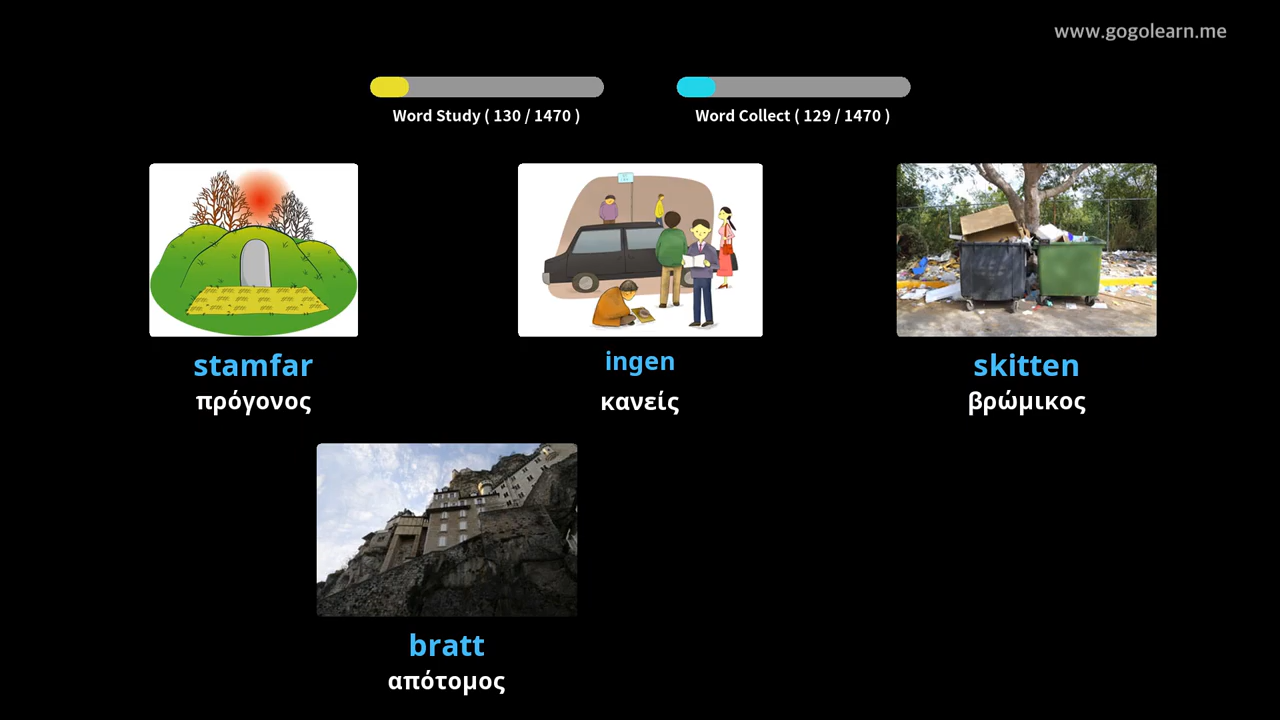 www.gogolearn.me
Word Study ( 130 / 1470 )
Word Collect ( 129 / 1470 )
stamfar
πρόγονος
ingen
κανείς
skitten
βρώμικος
bratt
απότομος